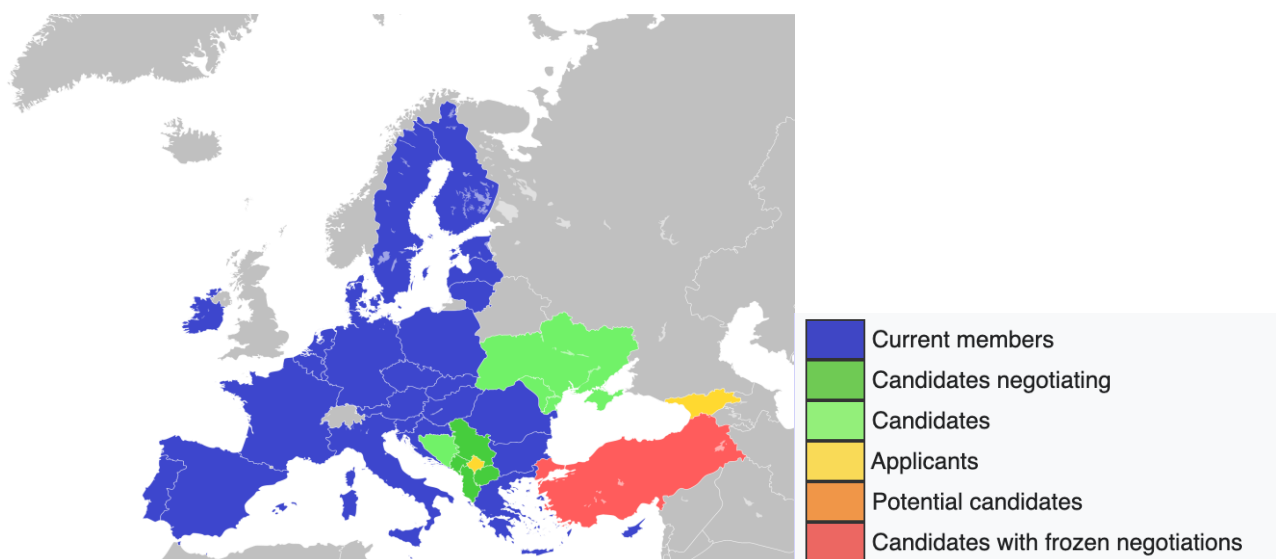 Current members
Candidates negotiating
Candidates
Applicants
Potential candidates
Candidates with frozen negotiations